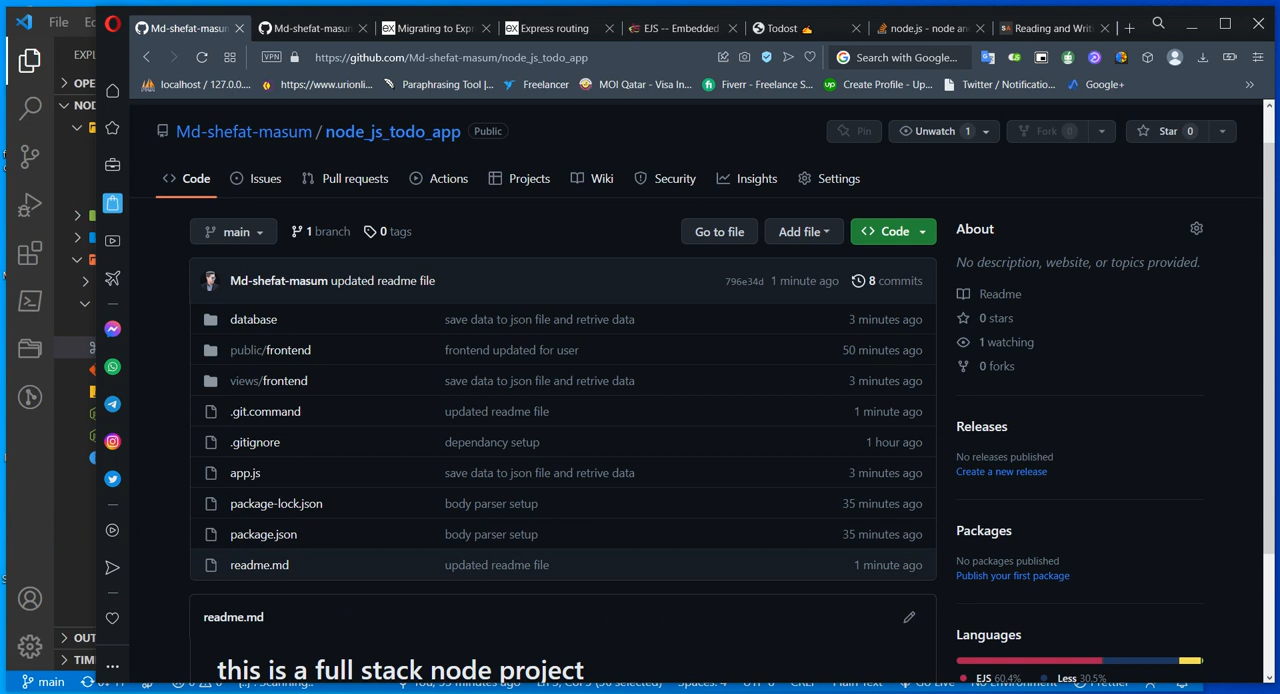 File
Ed
Md-shefat-masum
Md-shefat-masum
Migrating to Expr
Express routing
EJS -- Embedded
Todost
node.js - node and
Reading and Writi
VPN
https://github.com/Md-shefat-masum/node_js_todo_app
Search with Google...
localhost / 127.0.0....
https://www.urionli...
Paraphrasing Tool |...
Freelancer
MOI Qatar - Visa In...
Fiverr - Freelance S...
Create Profile - Up...
Twitter / Notificatio...
Google+
EXPL
OPE
NOD
Md-shefat-masum / node_js_todo_app
Public
Pin
Unwatch 1
Fork 0
Star 0
Code
Issues
Pull requests
Actions
Projects
Wiki
Security
Insights
Settings
main
1 branch
0 tags
Go to file
Add file
Code
Md-shefat-masum updated readme file
796e34d 1 minute ago
8 commits
database
save data to json file and retrive data
3 minutes ago
public/frontend
frontend updated for user
50 minutes ago
views/frontend
save data to json file and retrive data
3 minutes ago
.git.command
updated readme file
1 minute ago
.gitignore
dependancy setup
1 hour ago
app.js
save data to json file and retrive data
3 minutes ago
package-lock.json
body parser setup
35 minutes ago
package.json
body parser setup
35 minutes ago
readme.md
updated readme file
1 minute ago
readme.md
this is a full stack node project
About
No description, website, or topics provided.
Readme
0 stars
1 watching
0 forks
Releases
No releases published
Create a new release
Packages
No packages published
Publish your first package
Languages
EJS 60.4%
Less 30.5%
OUT
TIM
main